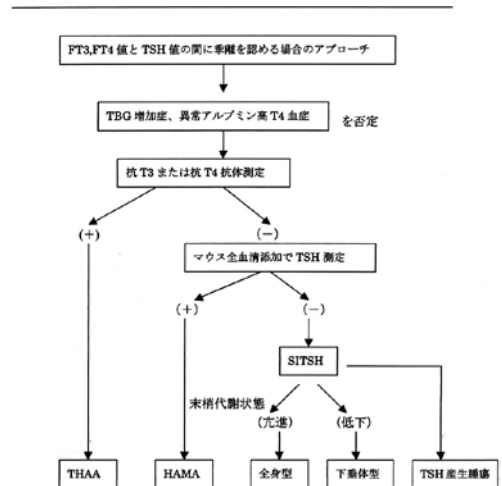 FT3,FT4 値と TSH 値の間に乖離を認める場合のアプローチ
TBG 増加症、異常アルブミン高 T4 血症
を否定
抗 T3 または抗 T4 抗体測定
(+)
(−)
マウス全血清添加で TSH 測定
(+)
(−)
SITSH
末梢代謝状態
(亢進)
(低下)
THAA
HAMA
全身型
下垂体型
TSH 産生腫瘍